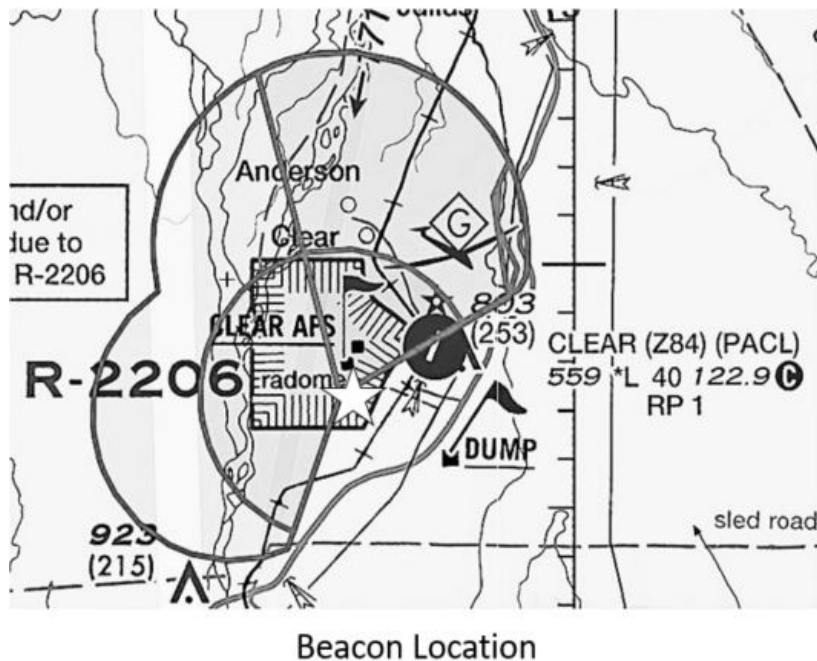 Anderson
G
nd/or
due to
R-2206
Clear
CLEAR AFS
893
(253)
CLEAR (Z84) (PACL)
559 *L 40 122.9 C
RP 1
R-2206
radome
DUMP
923
(215)
sled road
Beacon Location